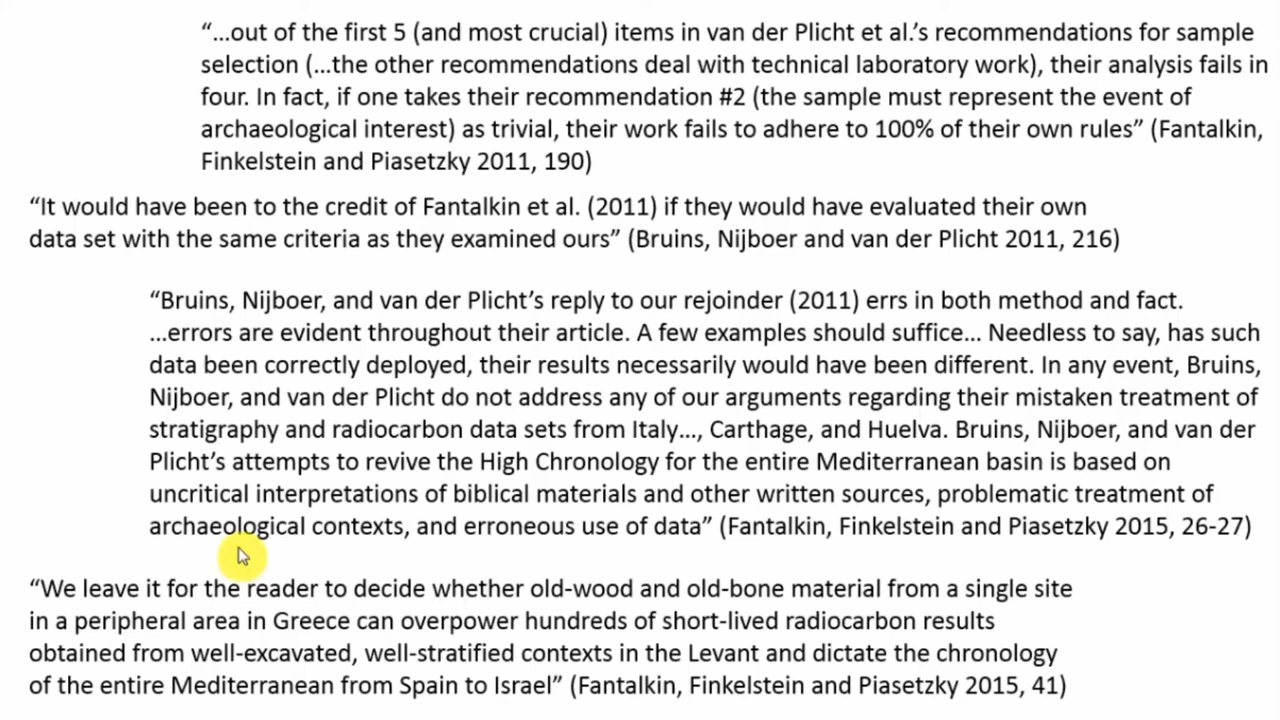 “…out of the first 5 (and most crucial) items in van der Plicht et al.’s recommendations for sample
selection (…the other recommendations deal with technical laboratory work), their analysis fails in
four. In fact, if one takes their recommendation #2 (the sample must represent the event of
archaeological interest) as trivial, their work fails to adhere to 100% of their own rules” (Fantalkin,
Finkelstein and Piasetzky 2011, 190)
“It would have been to the credit of Fantalkin et al. (2011) if they would have evaluated their own
data set with the same criteria as they examined ours” (Bruins, Nijboer and van der Plicht 2011, 216)
“Bruins, Nijboer, and van der Plicht’s reply to our rejoinder (2011) errs in both method and fact.
…errors are evident throughout their article. A few examples should suffice… Needless to say, has such
data been correctly deployed, their results necessarily would have been different. In any event, Bruins,
Nijboer, and van der Plicht do not address any of our arguments regarding their mistaken treatment of
stratigraphy and radiocarbon data sets from Italy…, Carthage, and Huelva. Bruins, Nijboer, and van der
Plicht’s attempts to revive the High Chronology for the entire Mediterranean basin is based on
uncritical interpretations of biblical materials and other written sources, problematic treatment of
archaeological contexts, and erroneous use of data” (Fantalkin, Finkelstein and Piasetzky 2015, 26-27)
“We leave it for the reader to decide whether old-wood and old-bone material from a single site
in a peripheral area in Greece can overpower hundreds of short-lived radiocarbon results
obtained from well-excavated, well-stratified contexts in the Levant and dictate the chronology
of the entire Mediterranean from Spain to Israel” (Fantalkin, Finkelstein and Piasetzky 2015, 41)